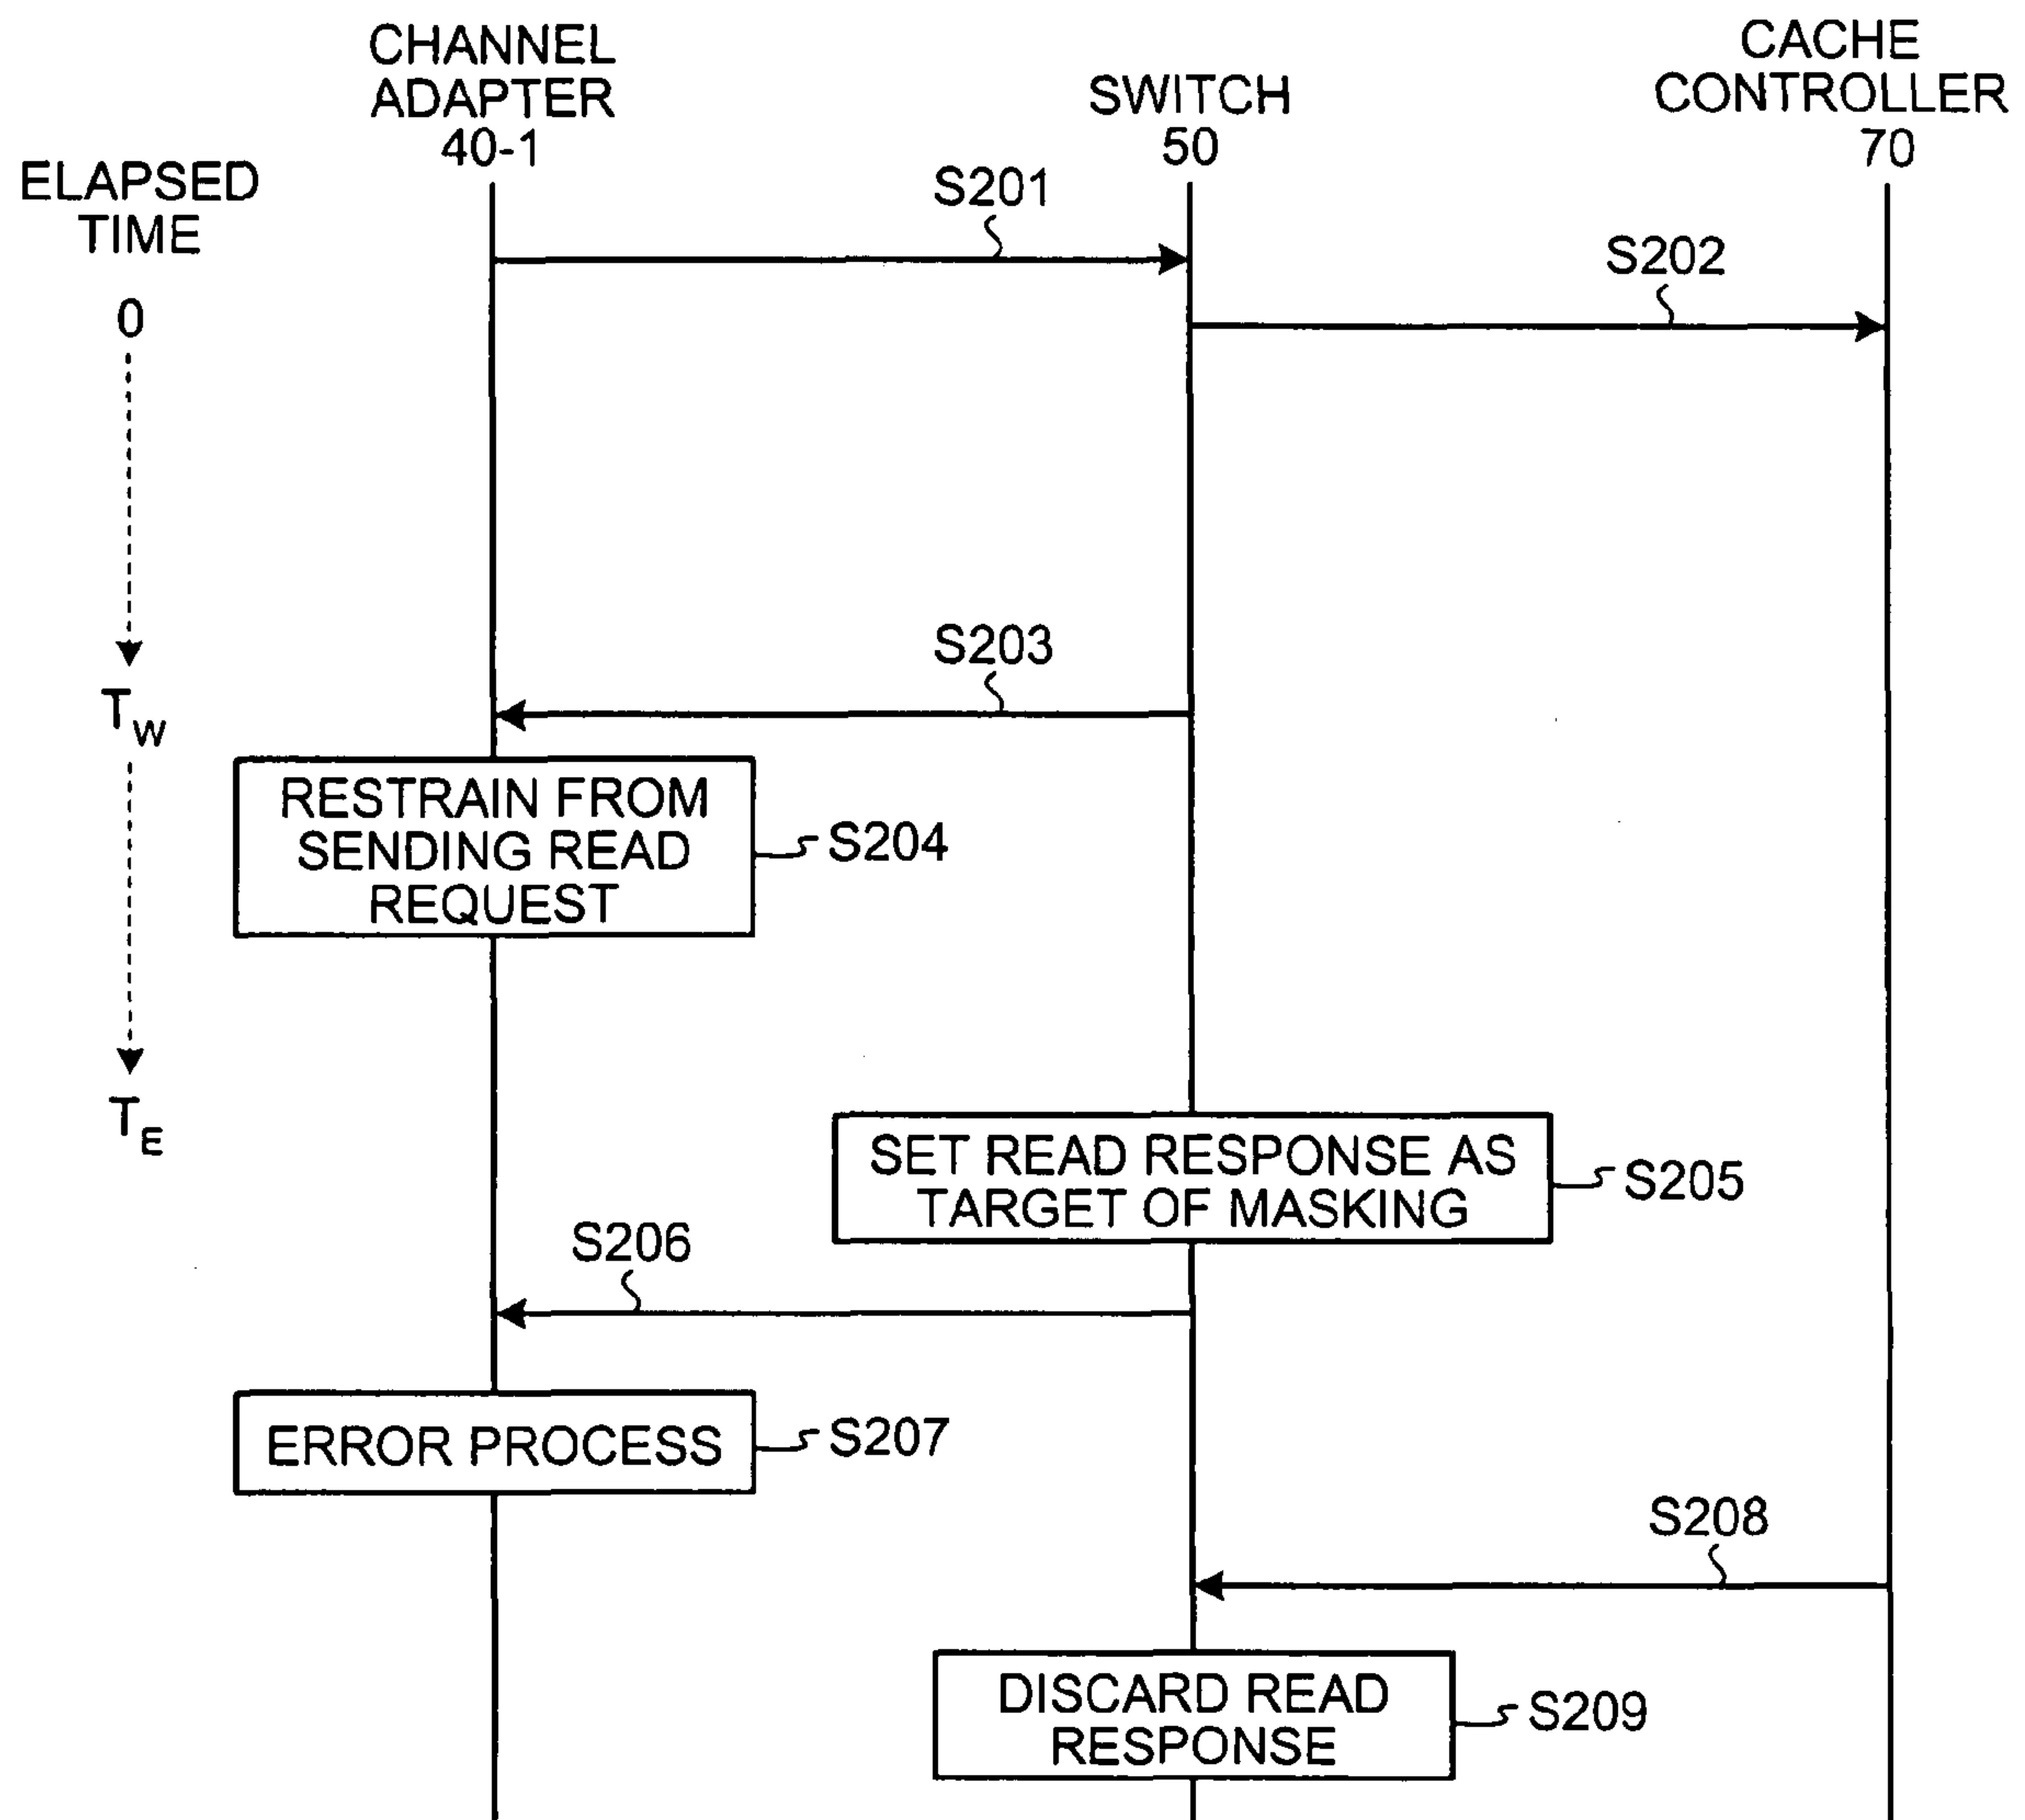 CHANNEL
ADAPTER
40-1
SWITCH
50
CACHE
CONTROLLER
70
ELAPSED
TIME
0
S201
S202
S203
TW
RESTRAIN FROM
SENDING READ
REQUEST
S204
TE
SET READ RESPONSE AS
TARGET OF MASKING
S205
S206
ERROR PROCESS
S207
S208
DISCARD READ
RESPONSE
S209